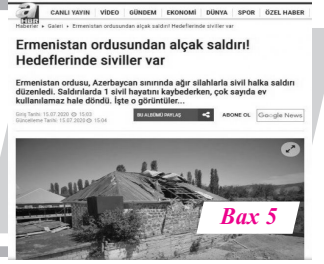 a
HBR
CANLI YAYIN VİDEO GÜNDEM EKONOMİ DÜNYA SPOR ÖZEL HABER
Haberler » Galeri » Ermenistan ordusundan alçak saldırı! Hedeflerinde siviller var
Ermenistan ordusundan alçak saldırı!
Hedeflerinde siviller var
Ermenistan ordusu, Azerbaycan sınırında ağır silahlarla sivil halka saldırı
düzenledi. Saldırılarda 1 sivil hayatını kaybederken, çok sayıda ev
kullanılamaz hale döndü. İşte o görüntüler...
Giriş Tarihi: 15.07.2020 15:03
Güncelleme Tarihi: 15.07.2020 15:04
BU ALBÜMÜ PAYLAŞ
ABONE OL
Google News
Bax 5